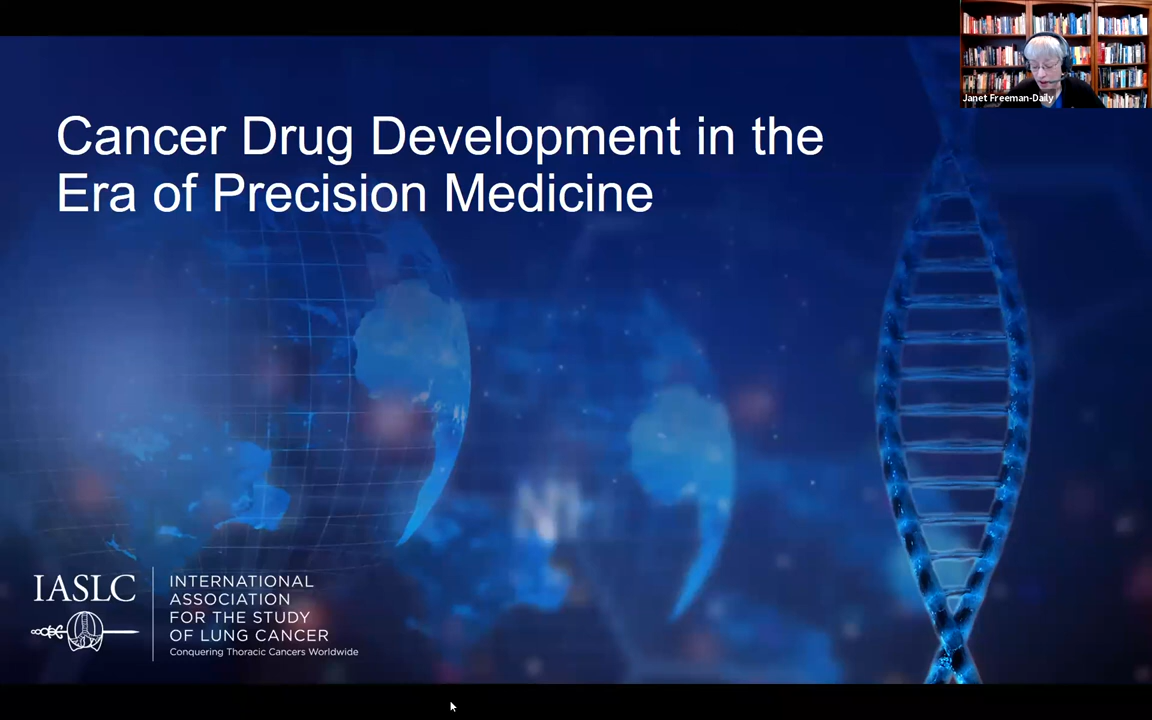 Janet Freeman-Daily
Cancer Drug Development in the
Era of Precision Medicine
IASLC
INTERNATIONAL
ASSOCIATION
FOR THE STUDY
OF LUNG CANCER
Conquering Thoracic Cancers Worldwide